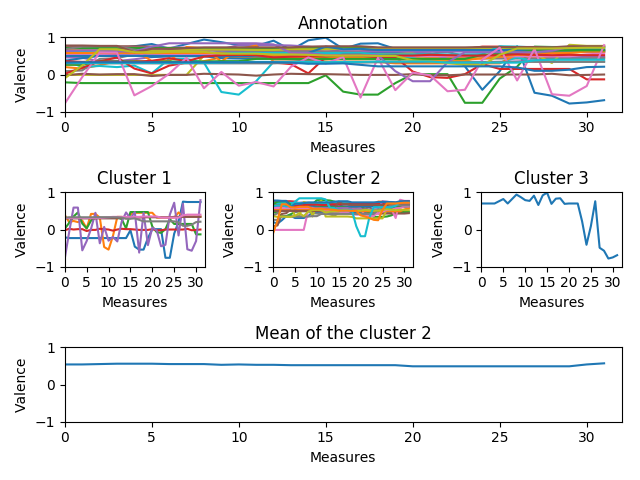 Annotation
Valence
1
0
−1
0 5 10 15 20 25 30
Measures
Cluster 1 Cluster 2 Cluster 3
Valence Valence Valence
1 1 1
0 0 0
−1 −1 −1
0 5 10 15 20 25 30 0 5 10 15 20 25 30 0 5 10 15 20 25 30
Measures Measures Measures
Mean of the cluster 2
Valence
1
0
−1
0 5 10 15 20 25 30
Measures